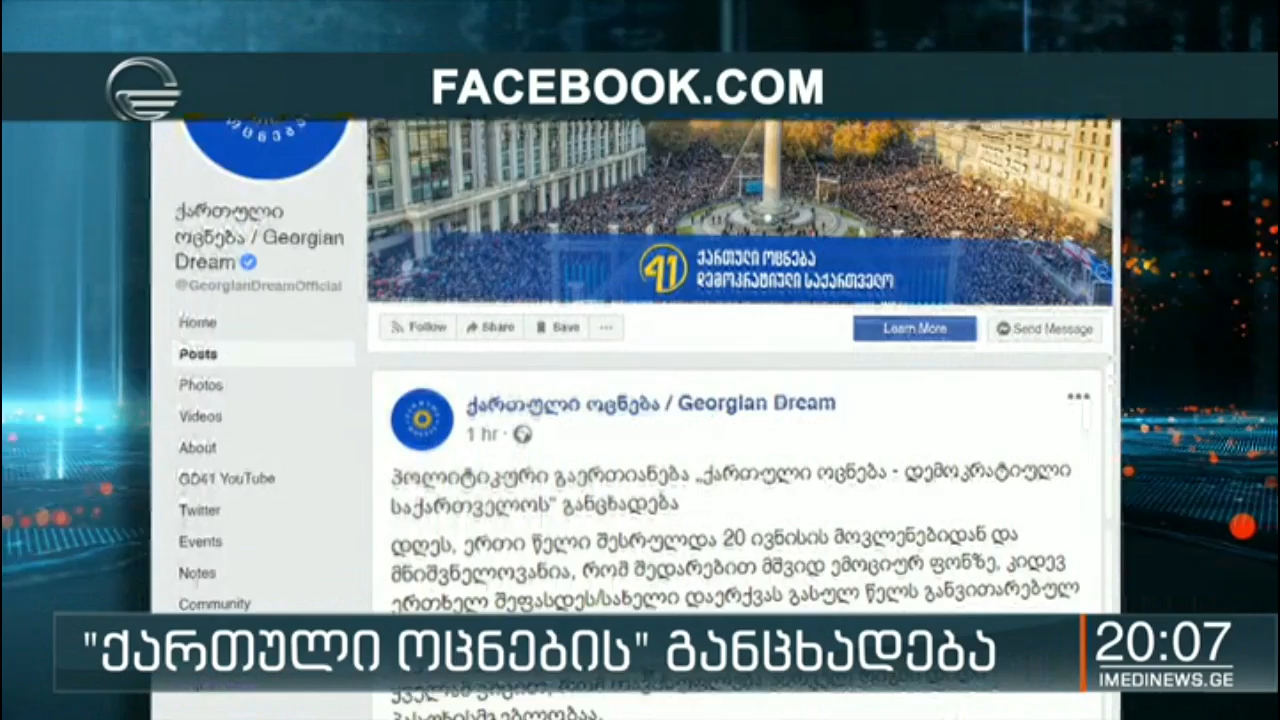 FACEBOOK.COM
ოცნება
ქართული
ოცნება / Georgian
Dream
@GeorgianDreamOfficial
Home
Posts
Photos
Videos
About
GD41 YouTube
Twitter
Events
Notes
Community
41 ქართული ოცნება
დემოკრატიული საქართველო
Follow Share Save ...
Learn More Send Message
ქართული ოცნება / Georgian Dream
1 hr ·
პოლიტიკური გაერთიანება „ქართული ოცნება - დემოკრატიული
საქართველოს" განცხადება
დღეს, ერთი წელი შესრულდა 20 ივნისის მოვლენებიდან და
მნიშვნელოვანია, რომ შედარებით მშვიდ ემოციურ ფონზე, კიდევ
ერთხელ შეფასდეს/სახელი დაერქვას გასულ წელს განვითარებულ
"ქართული ოცნების" განცხადება
20:07
IMEDINEWS.GE